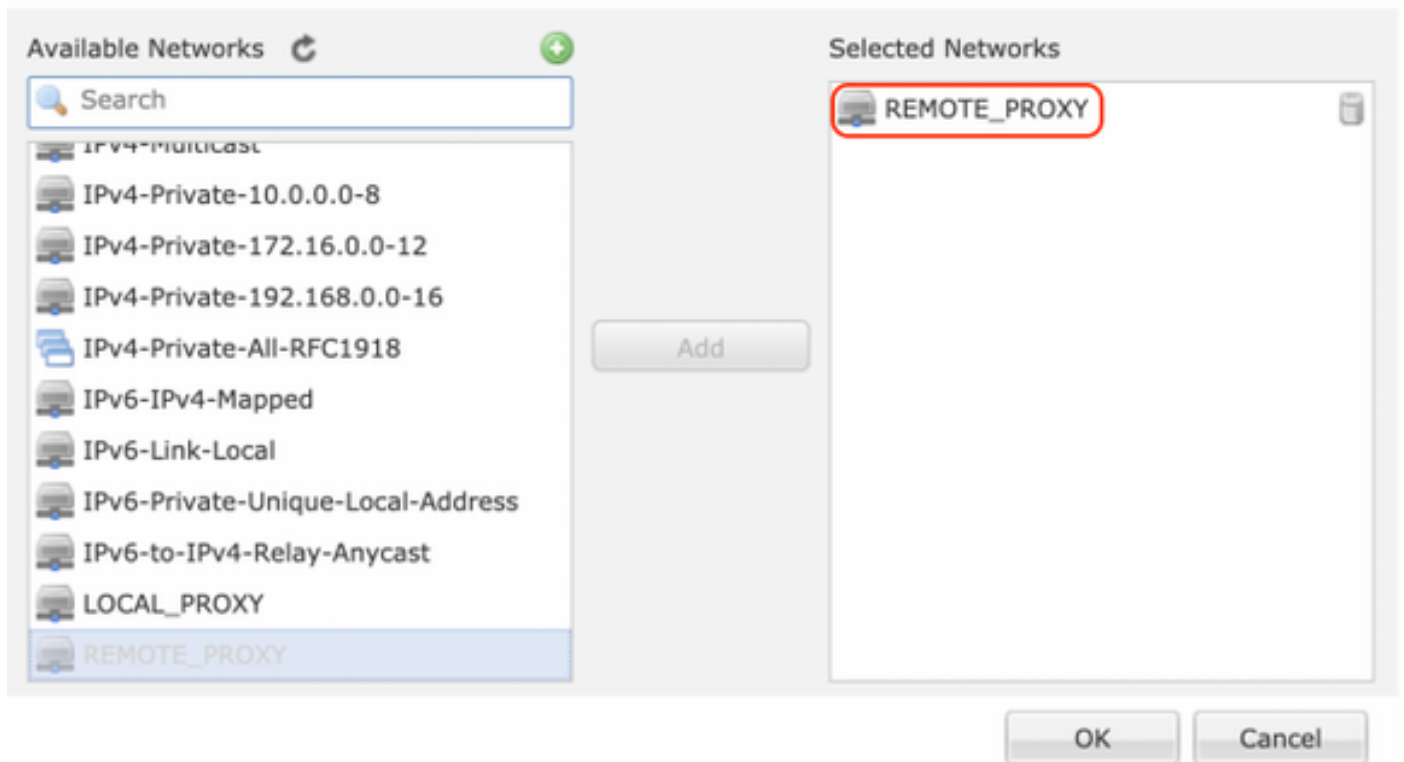 Available Networks
Selected Networks
Search
REMOTE_PROXY
IPv4-Multicast
IPv4-Private-10.0.0.0-8
IPv4-Private-172.16.0.0-12
IPv4-Private-192.168.0.0-16
IPv4-Private-All-RFC1918
Add
IPv6-IPv4-Mapped
IPv6-Link-Local
IPv6-Private-Unique-Local-Address
IPv6-to-IPv4-Relay-Anycast
LOCAL_PROXY
REMOTE_PROXY
OK
Cancel